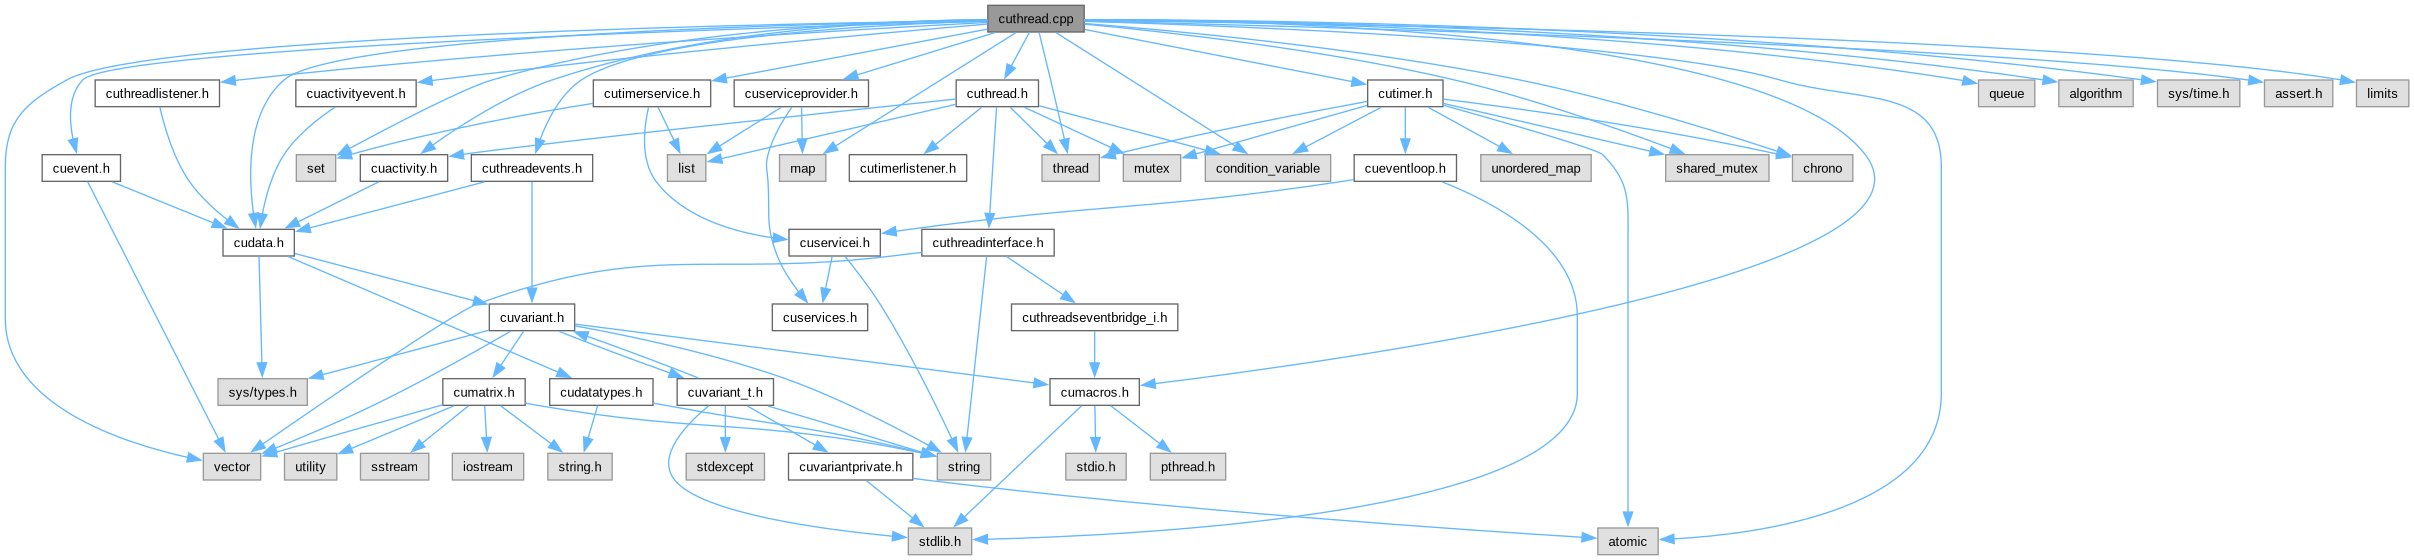 cuthread.cpp
cuthreadlistener.h
cuactivityevent.h
cutimerservice.h
cuserviceprovider.h
cuthread.h
cutimer.h
queue
algorithm
sys/time.h
assert.h
limits
cuevent.h
set
cuactivity.h
cuthreadevents.h
list
map
cutimerlistener.h
thread
mutex
condition_variable
cueventloop.h
unordered_map
shared_mutex
chrono
cudata.h
cuservicei.h
cuthreadinterface.h
cuvariant.h
cuservices.h
cuthreadseventbridge_i.h
sys/types.h
cumatrix.h
cudatatypes.h
cuvariant_t.h
cumacros.h
vector
utility
sstream
iostream
string.h
stdexcept
cuvariantprivate.h
string
stdio.h
pthread.h
stdlib.h
atomic